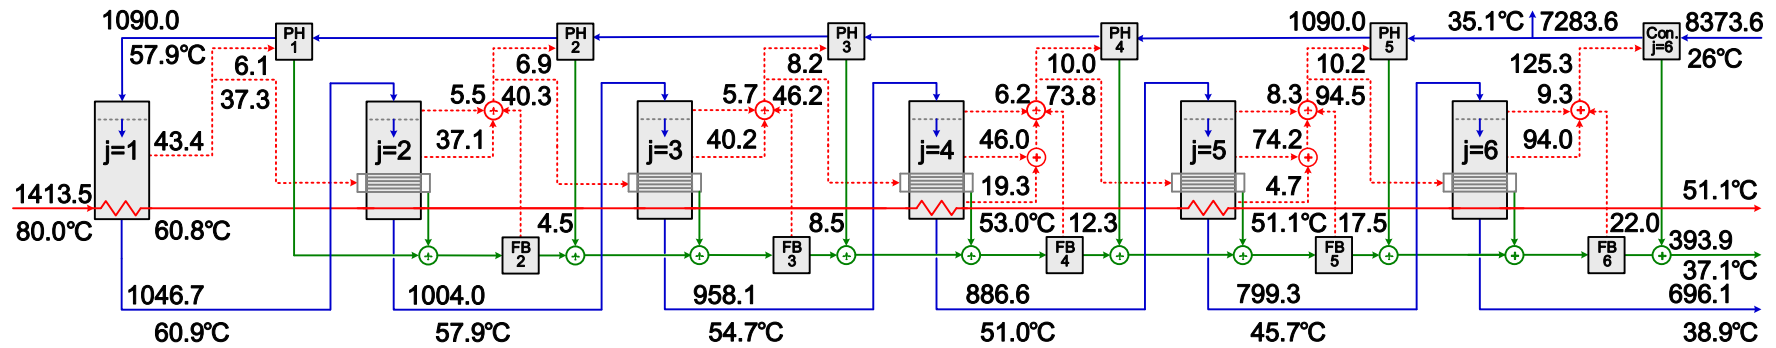 1090.0
57.9°C
PH
1
PH
2
PH
3
PH
4
1090.0
PH
5
35.1°C
7283.6
Con.
j=6
8373.6
26°C
6.1
37.3
43.4
j=1
1413.5
80.0°C
60.8°C
5.5
6.9
40.3
37.1
j=2
4.5
FB
2
5.7
8.2
46.2
40.2
j=3
8.5
FB
3
6.2
10.0
73.8
46.0
j=4
19.3
53.0°C
12.3
FB
4
8.3
10.2
94.5
74.2
j=5
4.7
51.1°C
17.5
FB
5
125.3
9.3
94.0
j=6
22.0
FB
6
51.1°C
393.9
37.1°C
1046.7
60.9°C
1004.0
57.9°C
958.1
54.7°C
886.6
51.0°C
799.3
45.7°C
696.1
38.9°C